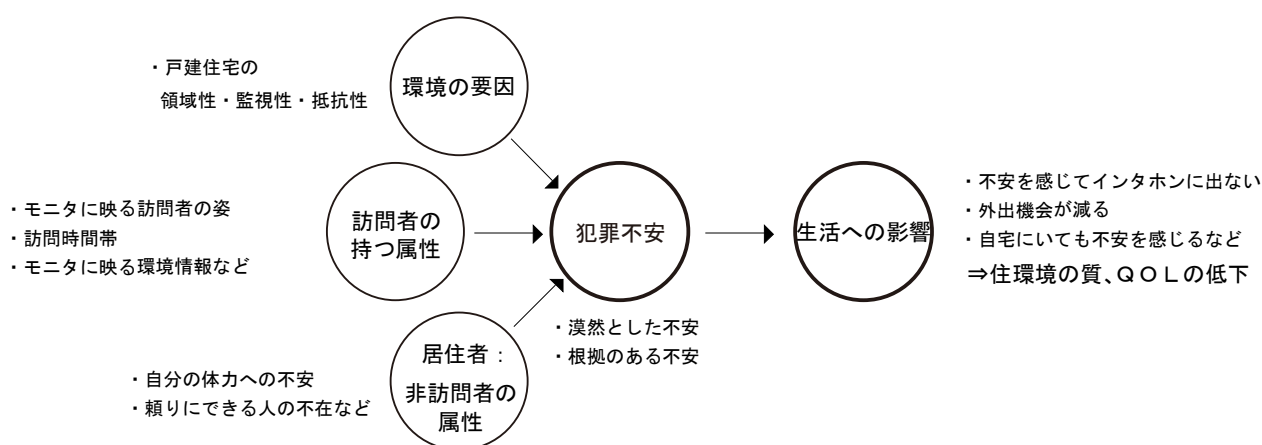 ・戸建住宅の
領域性・監視性・抵抗性
環境の要因
・モニタに映る訪問者の姿
・訪問時間帯
・モニタに映る環境情報など
訪問者の
持つ属性
犯罪不安
生活への影響
・不安を感じてインタホンに出ない
・外出機会が減る
・自宅にいても不安を感じるなど
⇒住環境の質、ＱＯＬの低下
・漠然とした不安
・根拠のある不安
居住者：
非訪問者の
属性
・自分の体力への不安
・頼りにできる人の不在など